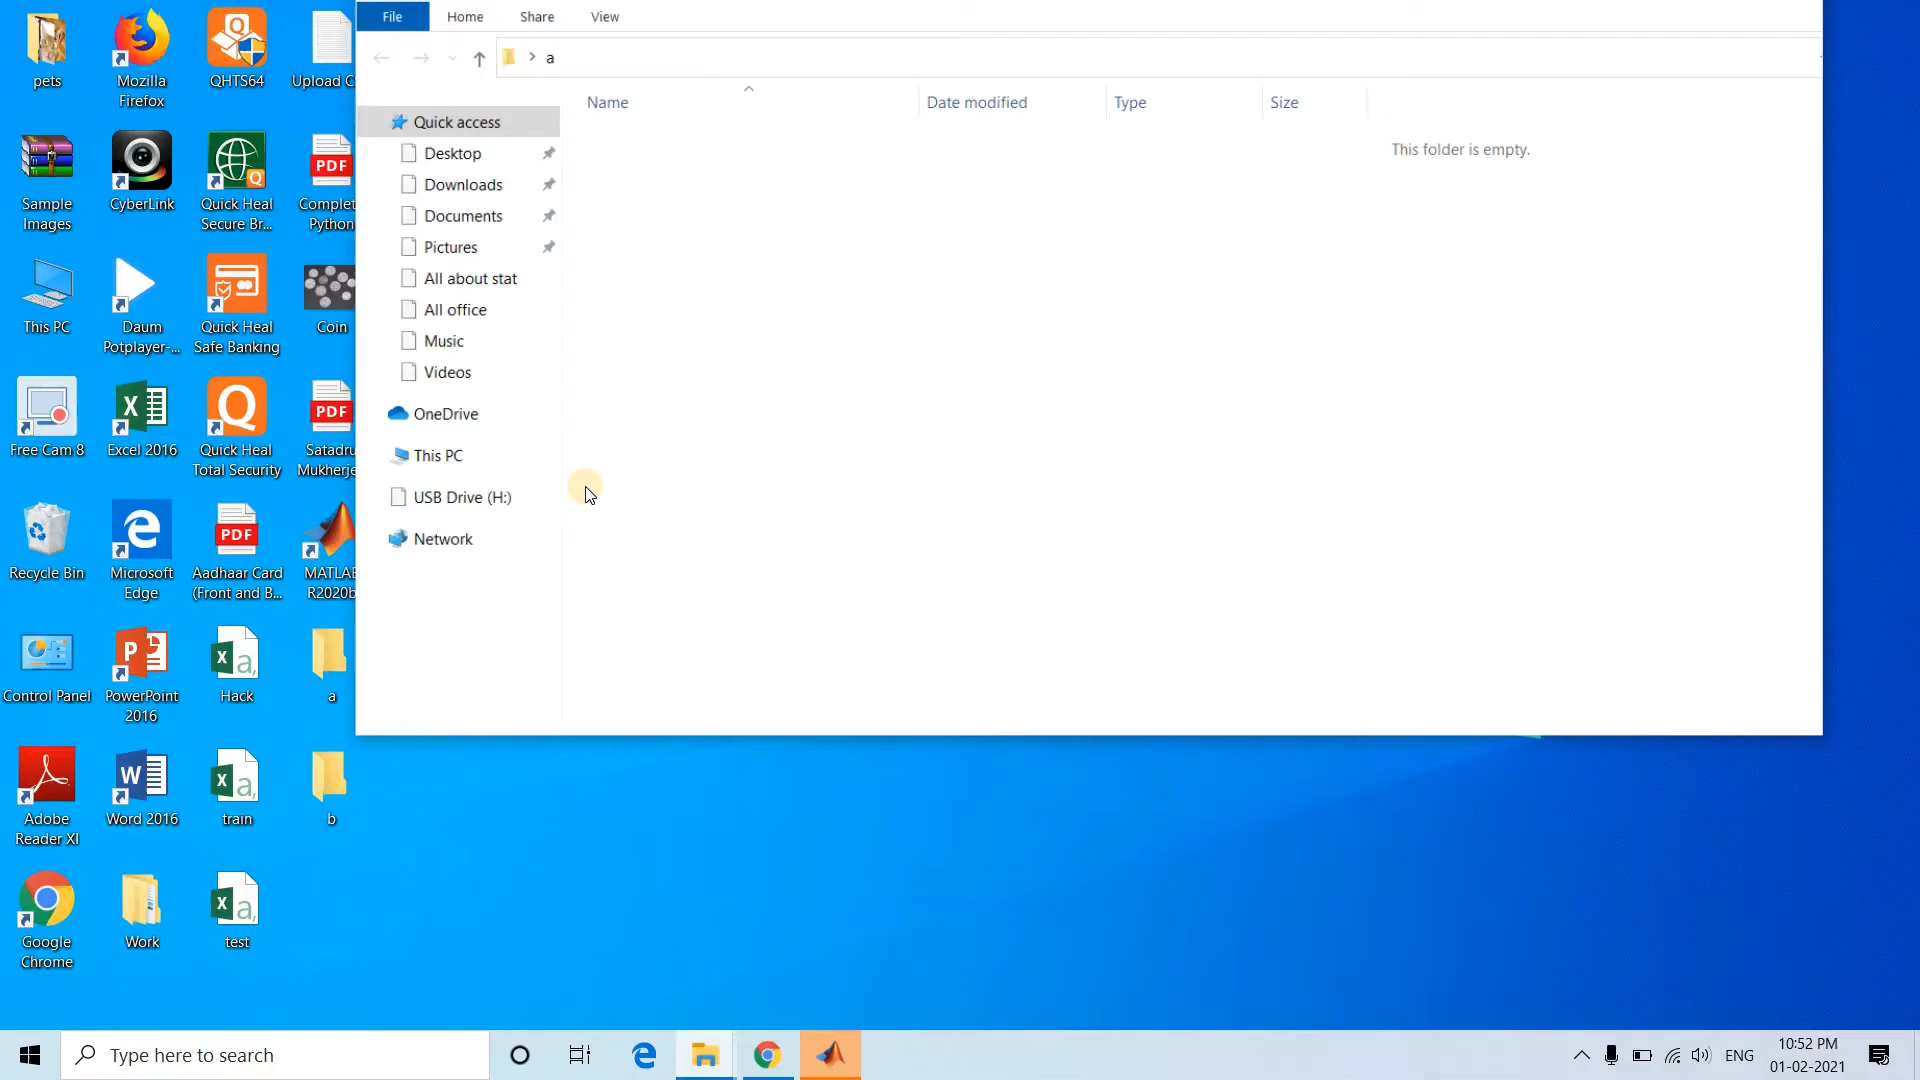 pets
Mozilla
Firefox
QHTS64
Upload C
Sample
Images
CyberLink
Quick Heal
Secure Br...
PDF
Complet
Python
This PC
Daum
Potplayer-...
Quick Heal
Safe Banking
Coin
Free Cam 8
Excel 2016
Quick Heal
Total Security
PDF
Satadru
Mukherje
Recycle Bin
Microsoft
Edge
PDF
Aadhaar Card
(Front and B...
MATLAB
R2020b
Control Panel
PowerPoint
2016
Hack
a
Adobe
Reader XI
Word 2016
train
b
Google
Chrome
Work
test
File
Home
Share
View
a
Name
Date modified
Type
Size
This folder is empty.
Quick access
Desktop
Downloads
Documents
Pictures
All about stat
All office
Music
Videos
OneDrive
This PC
USB Drive (H:)
Network
Type here to search
ENG
10:52 PM
01-02-2021